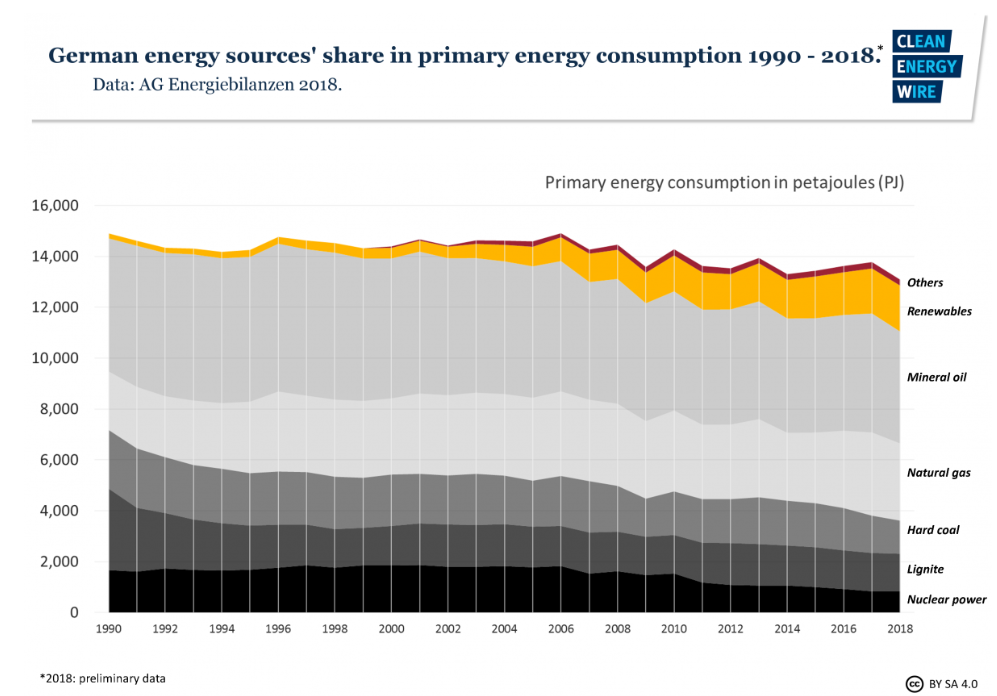 German energy sources' share in primary energy consumption 1990 - 2018.*
Data: AG Energiebilanzen 2018.
CLEAN
ENERGY
WIRE
Primary energy consumption in petajoules (PJ)
16,000
14,000
12,000
10,000
8,000
6,000
4,000
2,000
0
Others
Renewables
Mineral oil
Natural gas
Hard coal
Lignite
Nuclear power
1990 1992 1994 1996 1998 2000 2002 2004 2006 2008 2010 2012 2014 2016 2018
*2018: preliminary data
cc BY SA 4.0